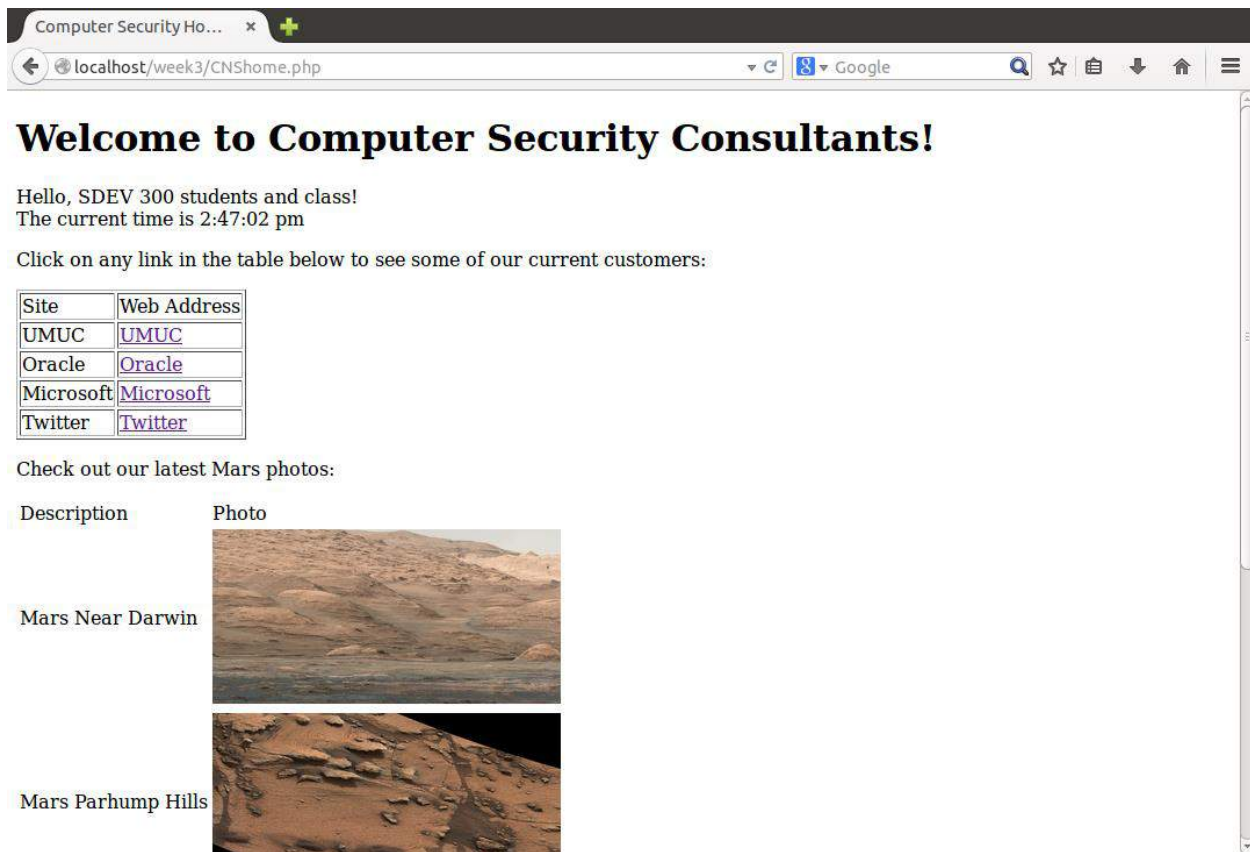 Computer Security Ho...
localhost/week3/CNShome.php
8 Google
Welcome to Computer Security Consultants!
Hello, SDEV 300 students and class!
The current time is 2:47:02 pm
Click on any link in the table below to see some of our current customers:
Site Web Address
UMUC UMUC
Oracle Oracle
Microsoft Microsoft
Twitter Twitter
Check out our latest Mars photos:
Description Photo
Mars Near Darwin
Mars Parhump Hills